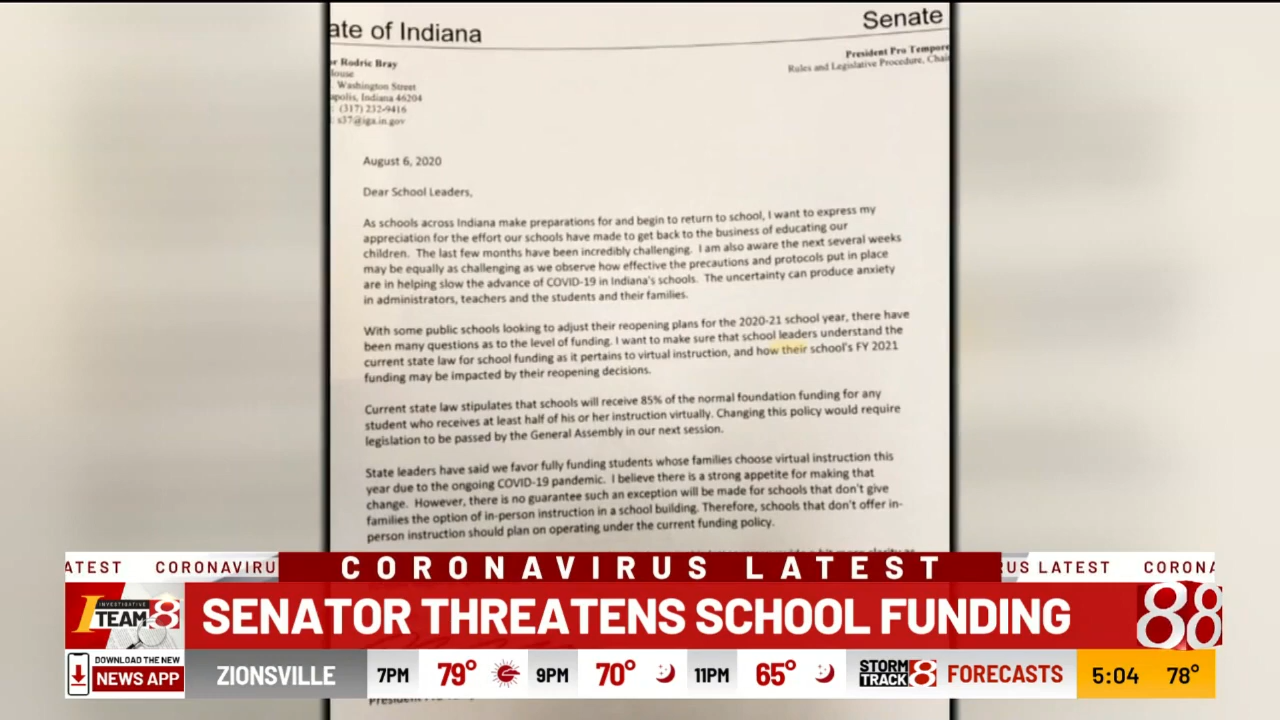 ate of Indiana
Senate
r Rodric Bray
House
Washington Street
apolis, Indiana 46204
(317) 232-9416
s37@iga.in.gov
President Pro Tempore
Rules and Legislative Procedure, Chair
August 6, 2020
Dear School Leaders,
As schools across Indiana make preparations for and begin to return to school, I want to express my
appreciation for the effort our schools have made to get back to the business of educating our
children. The last few months have been incredibly challenging. I am also aware the next several weeks
may be equally as challenging as we observe how effective the precautions and protocols put in place
are in helping slow the advance of COVID-19 in Indiana's schools. The uncertainty can produce anxiety
in administrators, teachers and the students and their families.
With some public schools looking to adjust their reopening plans for the 2020-21 school year, there have
been many questions as to the level of funding. I want to make sure that school leaders understand the
current state law for school funding as it pertains to virtual instruction, and how their school's FY 2021
funding may be impacted by their reopening decisions.
Current state law stipulates that schools will receive 85% of the normal foundation funding for any
student who receives at least half of his or her instruction virtually. Changing this policy would require
legislation to be passed by the General Assembly in our next session.
State leaders have said we favor fully funding students whose families choose virtual instruction this
year due to the ongoing COVID-19 pandemic. I believe there is a strong appetite for making that
change. However, there is no guarantee such an exception will be made for schools that don't give
families the option of in-person instruction in a school building. Therefore, schools that don't offer in-
person instruction should plan on operating under the current funding policy.
ATEST CORONAVIRU
CORONAVIRUS LATEST
RUS LATEST CORONA
INVESTIGATIVE
I TEAM 8
SENATOR THREATENS SCHOOL FUNDING
88
DOWNLOAD THE NEW
NEWS APP
ZIONSVILLE
7PM 79° 9PM 70° 11PM 65°
STORM
TRACK 8
FORECASTS
5:04 78°